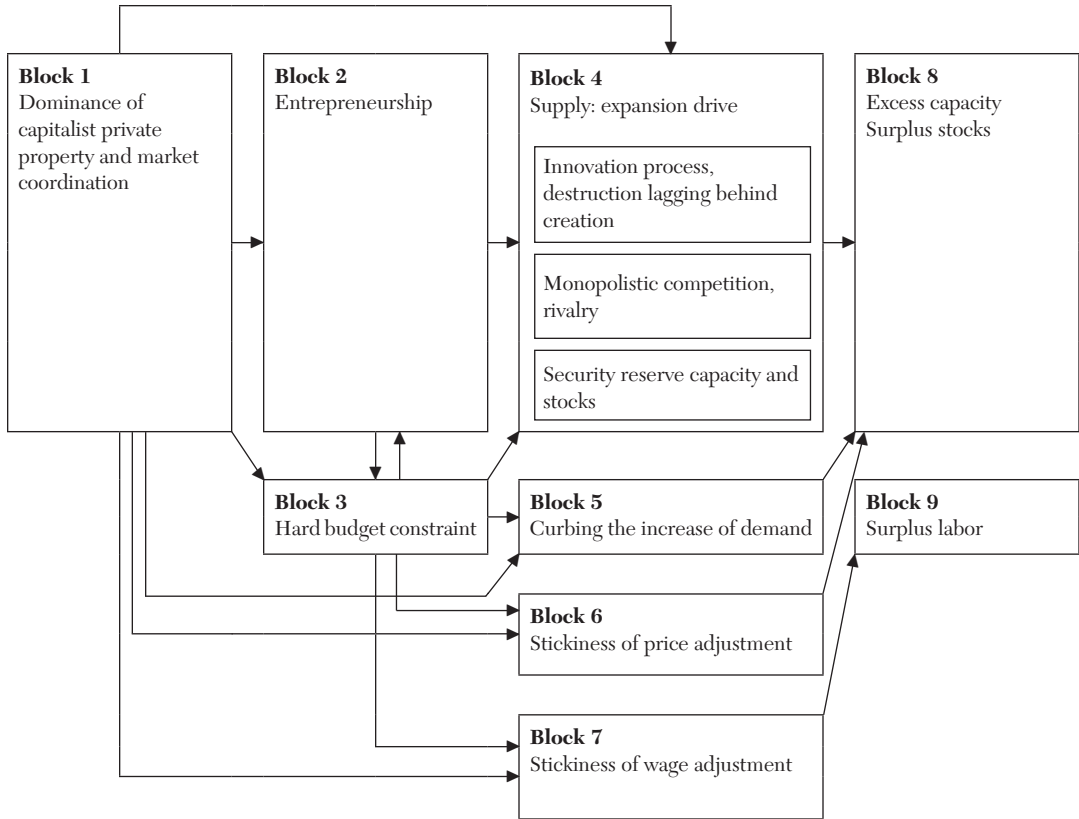 Block 1
Dominance of
capitalist private
property and market
coordination
Block 2
Entrepreneurship
Block 4
Supply: expansion drive
Innovation process,
destruction lagging behind
creation
Monopolistic competition,
rivalry
Security reserve capacity and
stocks
Block 8
Excess capacity
Surplus stocks
Block 3
Hard budget constraint
Block 5
Curbing the increase of demand
Block 9
Surplus labor
Block 6
Stickiness of price adjustment
Block 7
Stickiness of wage adjustment